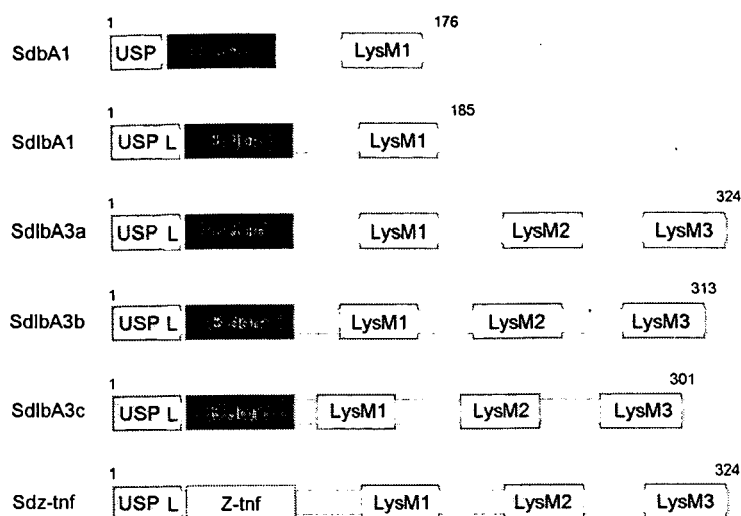 1 176
SdbA1 USP LysM1
1 185
SdlbA1 USP L LysM1
1 324
SdlbA3a USP L LysM1 LysM2 LysM3
1 313
SdlbA3b USP L LysM1 LysM2 LysM3
1 301
SdlbA3c USP L LysM1 LysM2 LysM3
1 324
Sdz-tnf USP L Z-tnf LysM1 LysM2 LysM3